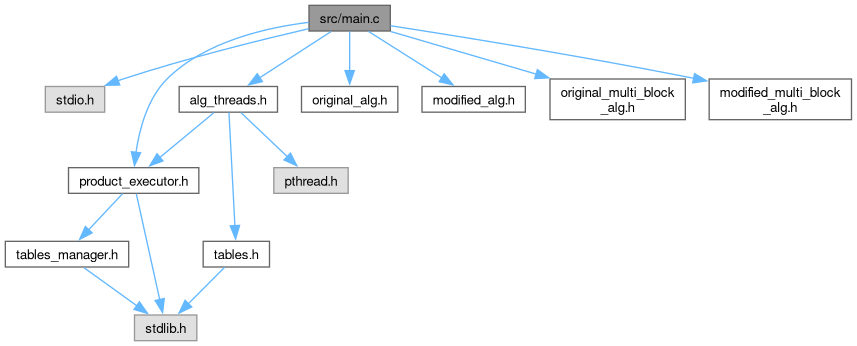 src/main.c
stdio.h
alg_threads.h
original_alg.h
modified_alg.h
original_multi_block
_alg.h
modified_multi_block
_alg.h
product_executor.h
pthread.h
tables_manager.h
tables.h
stdlib.h